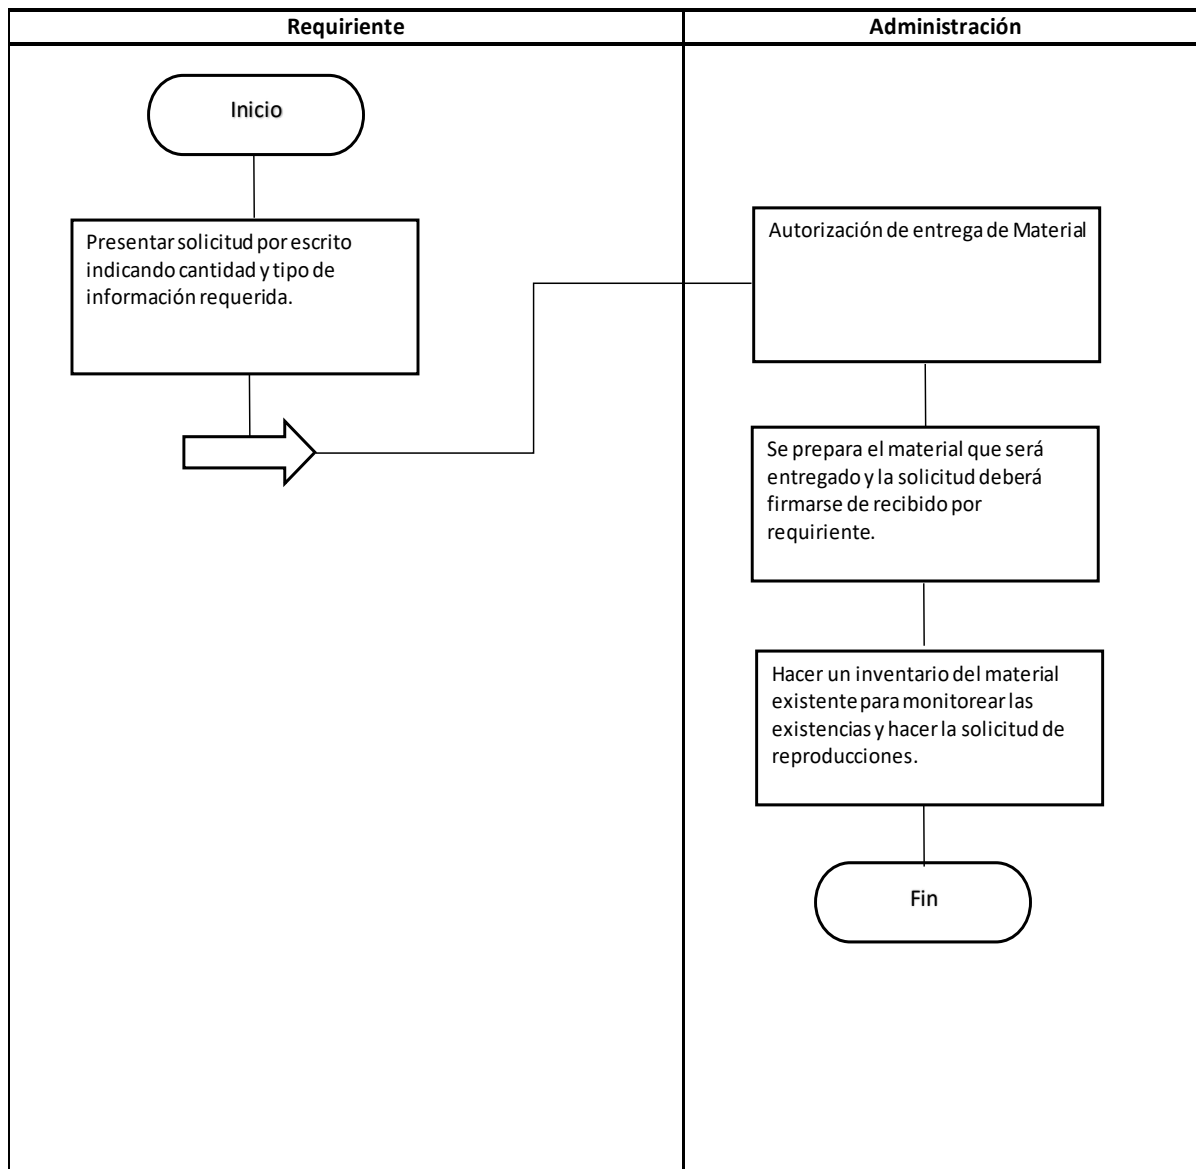 Requiriente
Administración
Inicio
Presentar solicitud por escrito
indicando cantidad y tipo de
información requerida.
Autorización de entrega de Material
Se prepara el material que será
entregado y la solicitud deberá
firmarse de recibido por
requiriente.
Hacer un inventario del material
existente para monitorear las
existencias y hacer la solicitud de
reproducciones.
Fin